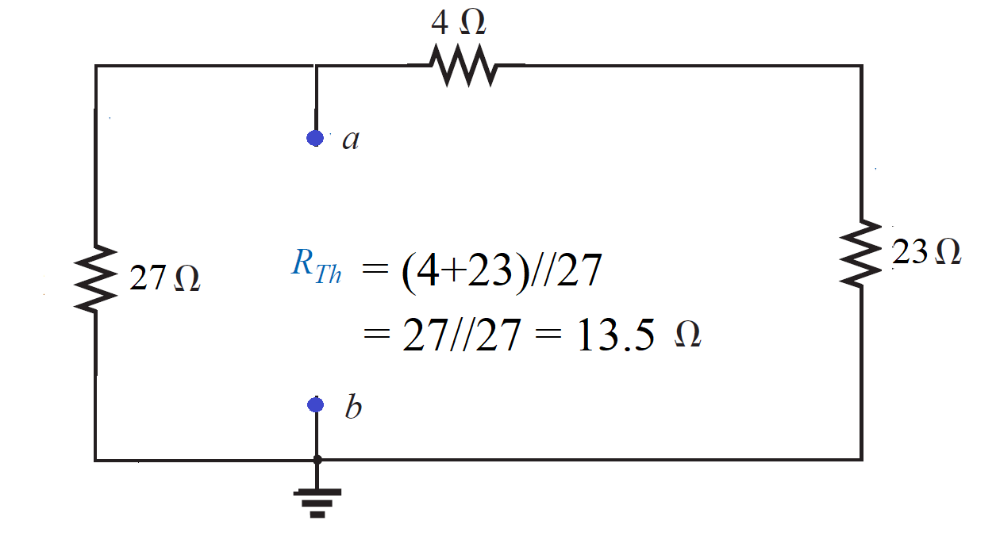 4 Ω
a
27 Ω
R_Th = (4+23)//27
23 Ω
= 27//27 = 13.5 Ω
b